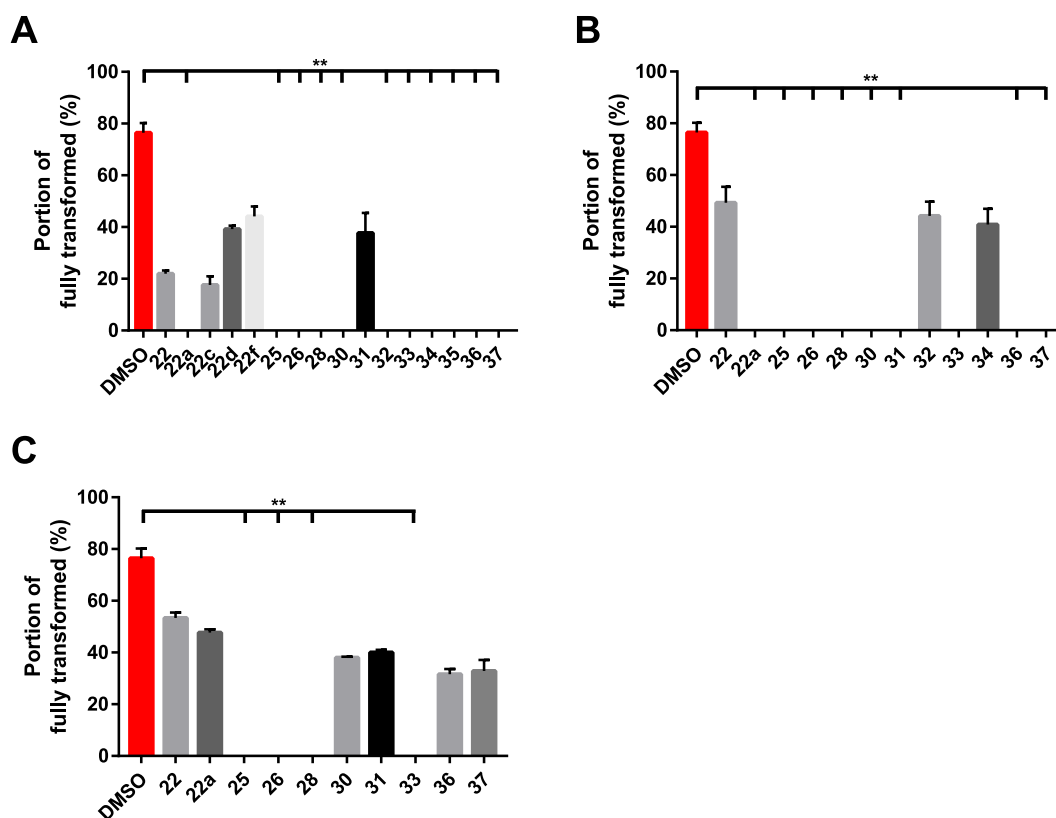 A
**
100
80
60
40
20
0
Portion of
fully transformed (%)
DMSO 22 22a 22c 22d 22f 25 26 28 30 31 32 33 34 35 36 37
B
**
100
80
60
40
20
0
Portion of
fully transformed (%)
DMSO 22 22a 25 26 28 30 31 32 33 34 36 37
C
**
100
80
60
40
20
0
Portion of
fully transformed (%)
DMSO 22 22a 25 26 28 30 31 33 36 37